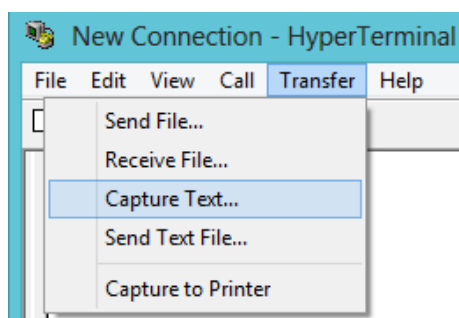 New Connection - HyperTerminal
File Edit View Call Transfer Help
Send File...
Receive File...
Capture Text...
Send Text File...
Capture to Printer